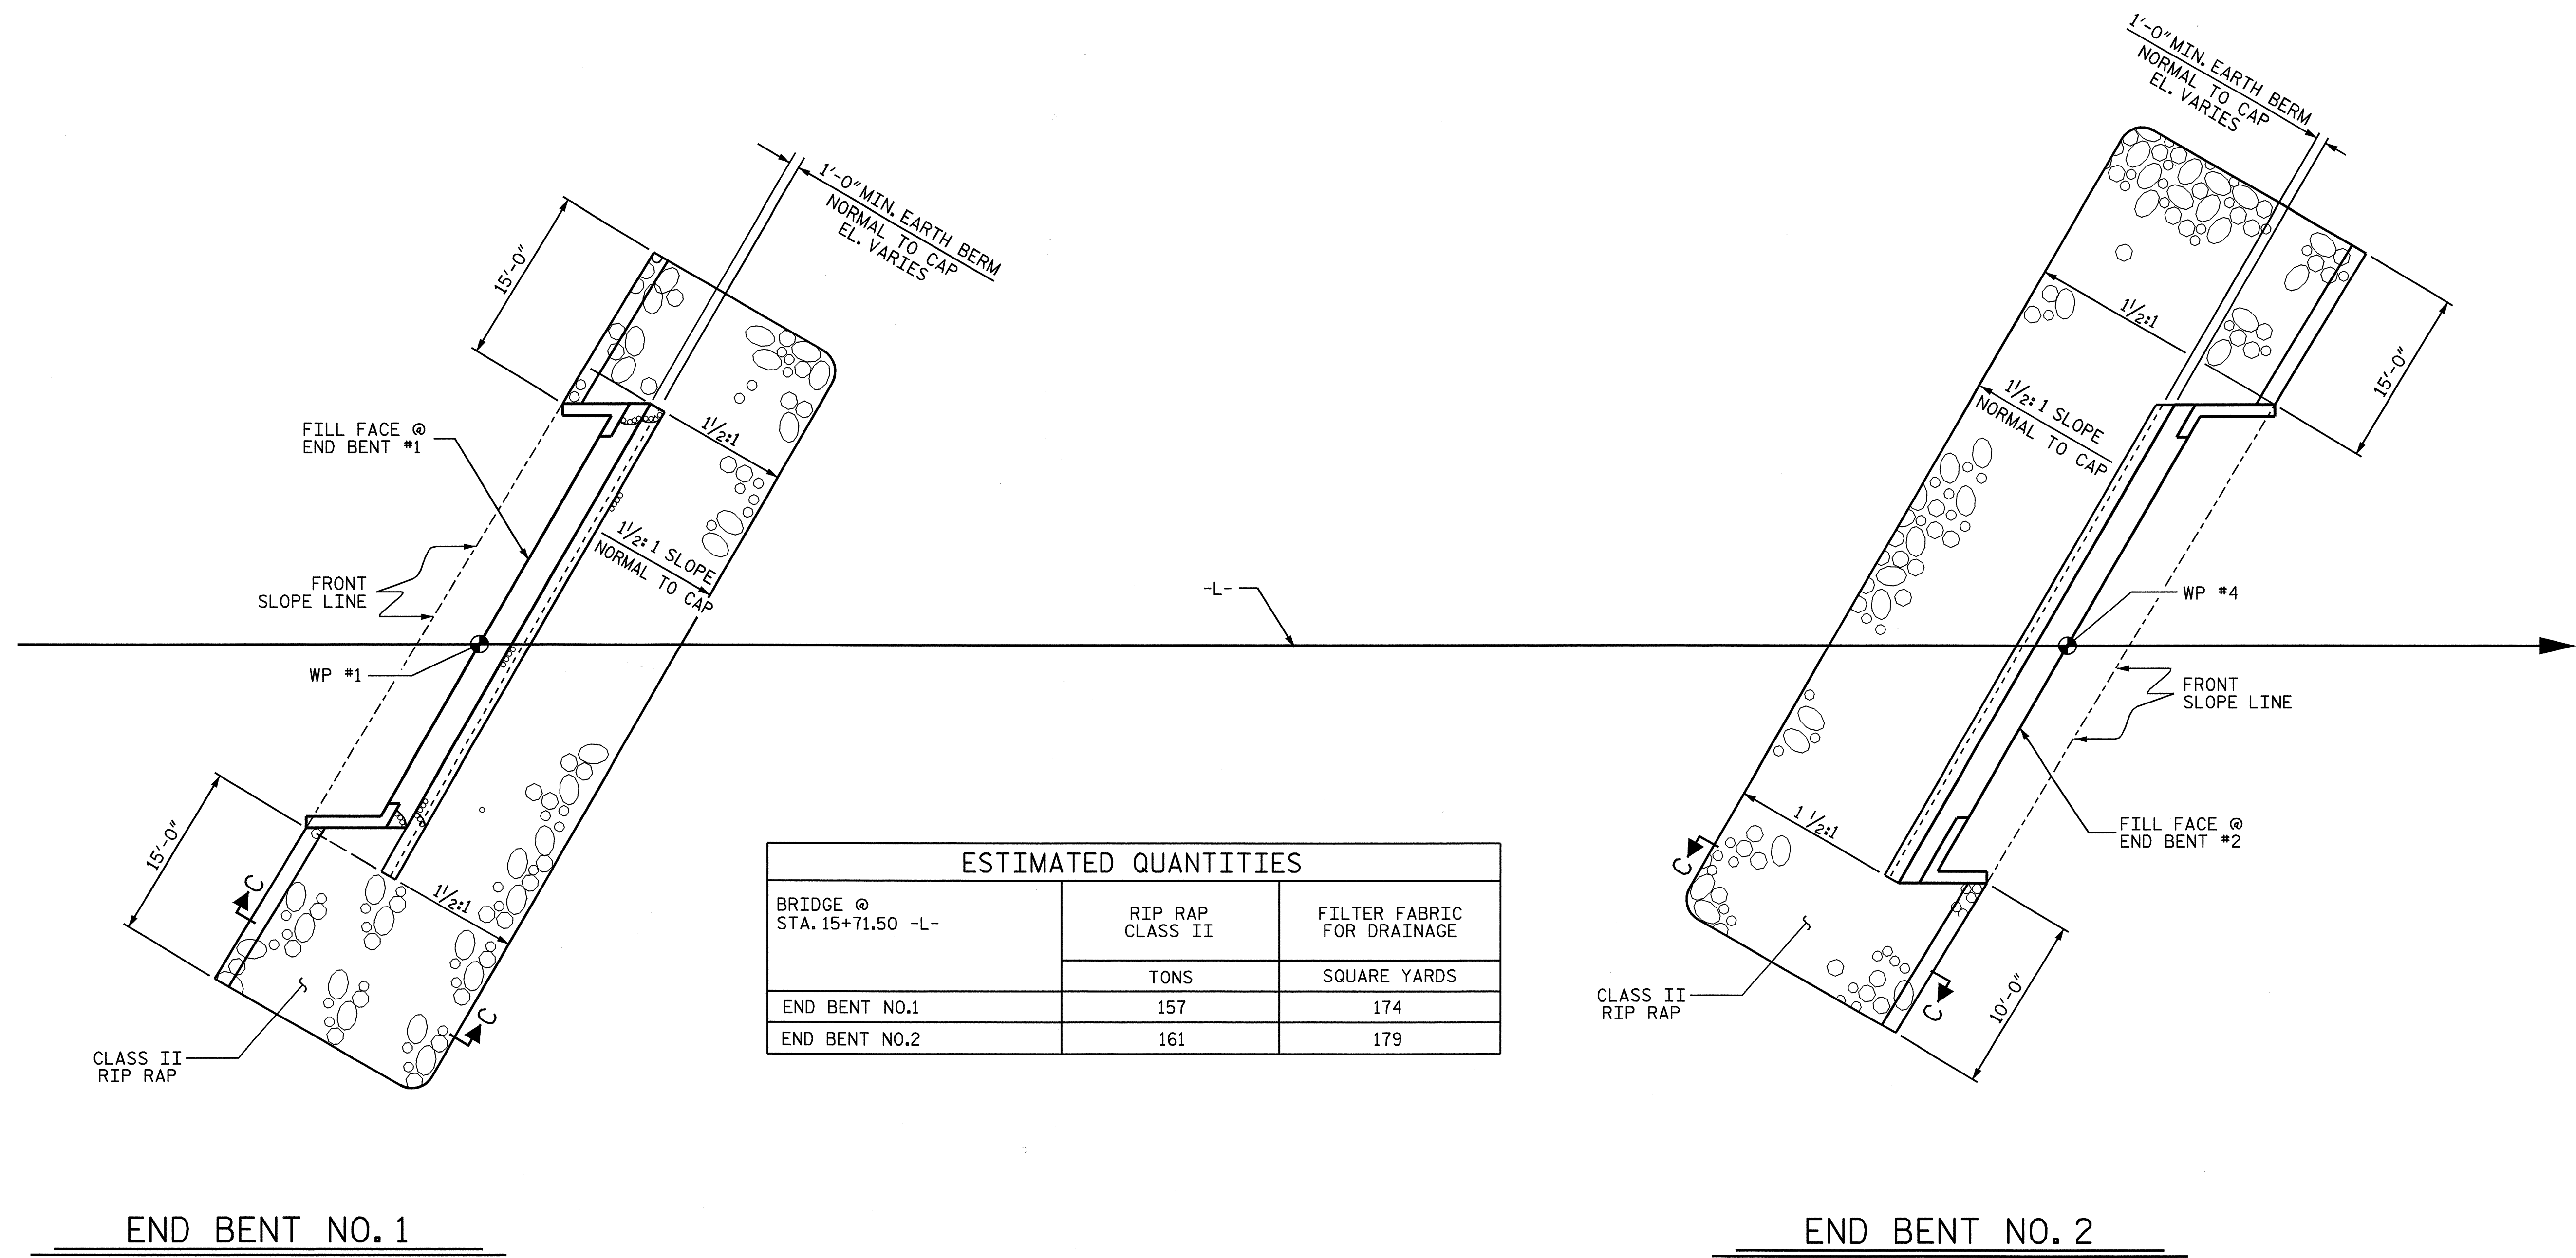 1'-0" MIN. EARTH BERM
NORMAL TO CAP
EL. VARIES
15'-0"
1½:1
FILL FACE @
END BENT #1
1½:1 SLOPE
NORMAL TO CAP
FRONT
SLOPE LINE
WP #1
15'-0"
C
1½:1
C
CLASS II
RIP RAP
END BENT NO. 1
-L-
ESTIMATED QUANTITIES
BRIDGE @
STA. 15+71.50 -L-
RIP RAP
CLASS II
FILTER FABRIC
FOR DRAINAGE
TONS
SQUARE YARDS
END BENT NO.1
157
174
END BENT NO.2
161
179
1'-0" MIN. EARTH BERM
NORMAL TO CAP
EL. VARIES
1½:1
15'-0"
1½:1 SLOPE
NORMAL TO CAP
WP #4
FRONT
SLOPE LINE
1 ½:1
FILL FACE @
END BENT #2
C
CLASS II
RIP RAP
C
10'-0"
END BENT NO. 2